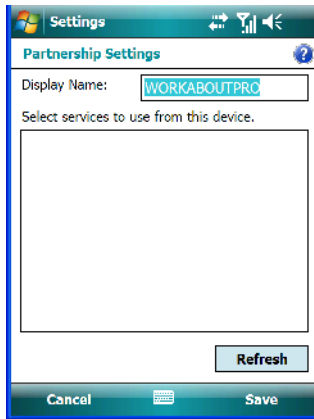 Settings
Partnership Settings
?
Display Name: WORKABOUTPRO
Select services to use from this device.
Refresh
Cancel Save